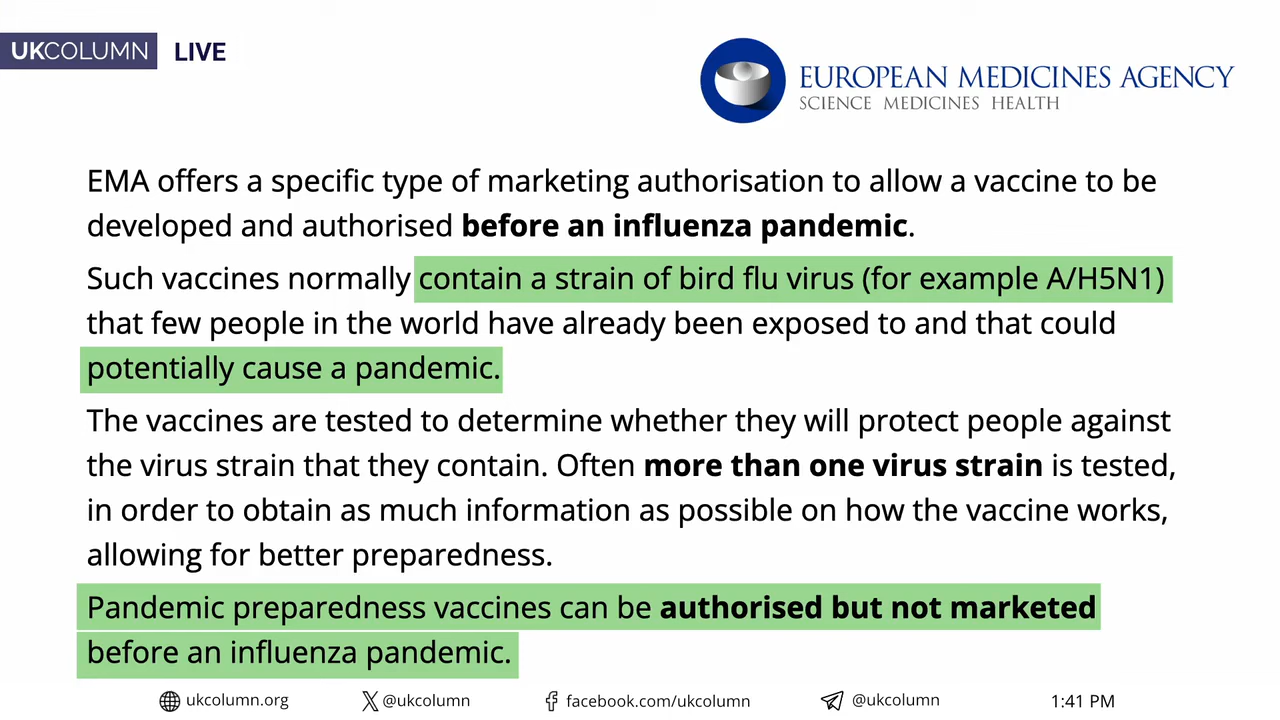 UKCOLUMN LIVE
EUROPEAN MEDICINES AGENCY
SCIENCE MEDICINES HEALTH
EMA offers a specific type of marketing authorisation to allow a vaccine to be
developed and authorised before an influenza pandemic.
Such vaccines normally contain a strain of bird flu virus (for example A/H5N1)
that few people in the world have already been exposed to and that could
potentially cause a pandemic.
The vaccines are tested to determine whether they will protect people against
the virus strain that they contain. Often more than one virus strain is tested,
in order to obtain as much information as possible on how the vaccine works,
allowing for better preparedness.
Pandemic preparedness vaccines can be authorised but not marketed
before an influenza pandemic.
ukcolumn.org @ukcolumn facebook.com/ukcolumn @ukcolumn 1:41 PM